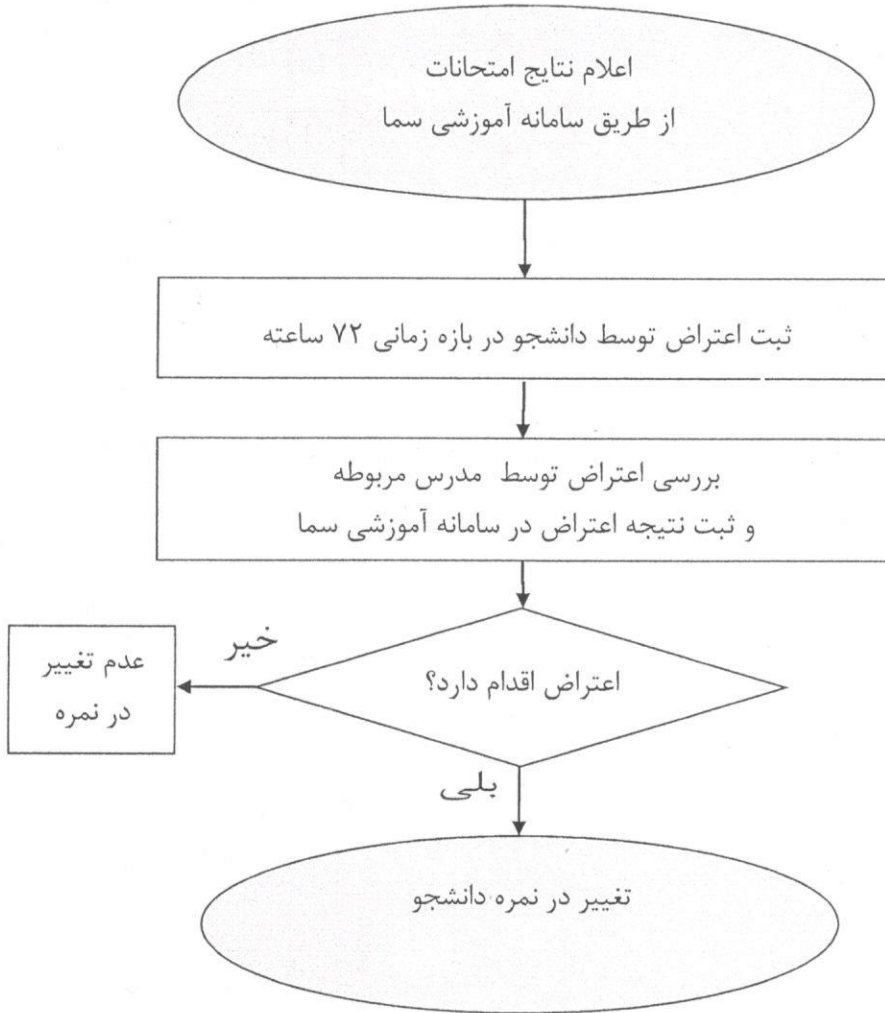 اعلام نتایج امتحانات
از طریق سامانه آموزشی سما
ثبت اعتراض توسط دانشجو در بازه زمانی ۷۲ ساعته
بررسی اعتراض توسط مدرس مربوطه
و ثبت نتیجه اعتراض در سامانه آموزشی سما
اعتراض اقدام دارد؟
خیر
عدم تغییر
در نمره
بلی
تغییر در نمره دانشجو